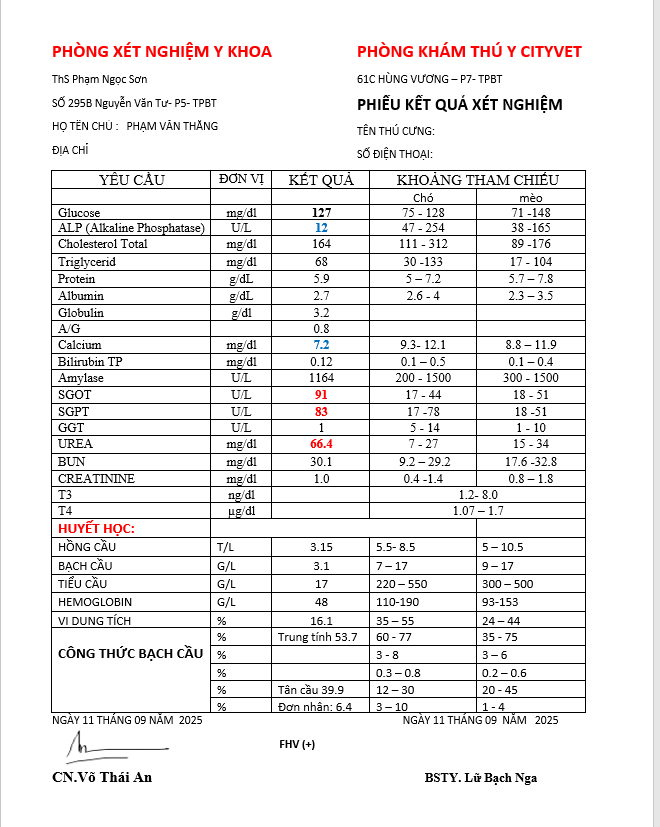 PHÒNG XÉT NGHIỆM Y KHOA
PHÒNG KHÁM THÚ Y CITYVET
ThS Phạm Ngọc Sơn
61C HÙNG VƯƠNG – P7- TPBT
SỐ 295B Nguyễn Văn Tư- P5- TPBT
PHIẾU KẾT QUẢ XÉT NGHIỆM
HỌ TÊN CHỦ : PHẠM VĂN THĂNG
TÊN THÚ CƯNG:
ĐỊA CHỈ
SỐ ĐIỆN THOẠI:
YÊU CẦU ĐƠN VỊ KẾT QUẢ KHOẢNG THAM CHIẾU
Chó mèo
Glucose mg/dl 127 75 - 128 71 -148
ALP (Alkaline Phosphatase) U/L 12 47 - 254 38 -165
Cholesterol Total mg/dl 164 111 - 312 89 -176
Triglycerid mg/dl 68 30 -133 17 - 104
Protein g/dL 5.9 5 – 7.2 5.7 – 7.8
Albumin g/dL 2.7 2.6 - 4 2.3 – 3.5
Globulin g/dl 3.2
A/G 0.8
Calcium mg/dl 7.2 9.3- 12.1 8.8 – 11.9
Bilirubin TP mg/dl 0.12 0.1 – 0.5 0.1 – 0.4
Amylase U/L 1164 200 - 1500 300 - 1500
SGOT U/L 91 17 - 44 18 - 51
SGPT U/L 83 17 -78 18 -51
GGT U/L 1 5 - 14 1 - 10
UREA mg/dl 66.4 7 - 27 15 - 34
BUN mg/dl 30.1 9.2 – 29.2 17.6 -32.8
CREATININE mg/dl 1.0 0.4 -1.4 0.8 – 1.8
T3 ng/dl 1.2- 8.0
T4 µg/dl 1.07 – 1.7
HUYẾT HỌC:
HỒNG CẦU T/L 3.15 5.5- 8.5 5 – 10.5
BẠCH CẦU G/L 3.1 7 – 17 9 – 17
TIỂU CẦU G/L 17 220 – 550 300 – 500
HEMOGLOBIN G/L 48 110-190 93-153
VI DUNG TÍCH % 16.1 35 – 55 24 – 44
CÔNG THỨC BẠCH CẦU
% Trung tính 53.7 60 - 77 35 - 75
% 3 - 8 3 – 6
% 0.3 – 0.8 0.2 – 0.6
% Tân cầu 39.9 12 – 30 20 - 45
% Đơn nhân: 6.4 3 – 10 1 - 4
NGÀY 11 THÁNG 09 NĂM 2025
NGÀY 11 THÁNG 09 NĂM 2025
FHV (+)
CN.Võ Thái An
BSTY. Lữ Bạch Nga